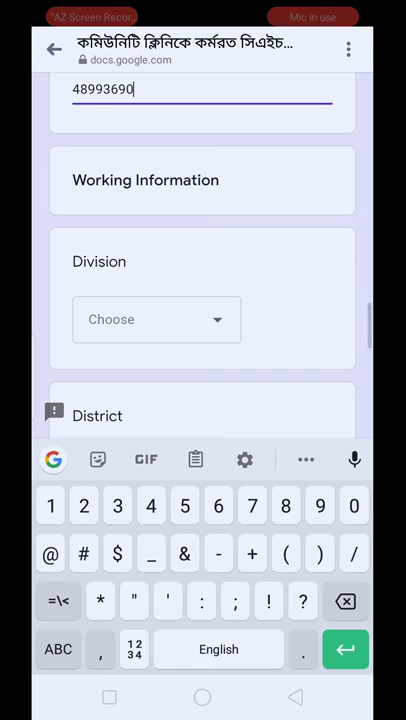 "AZ Screen Recor...
Mic in use
কমিউনিটি ক্লিনিকে কর্মরত সিএইচ...
docs.google.com
48993690
Working Information
Division
Choose
District
G
GIF
1 2 3 4 5 6 7 8 9 0
@ # $ _ & - + ( ) /
=\< * " ' : ; ! ?
ABC , 12 34 English .